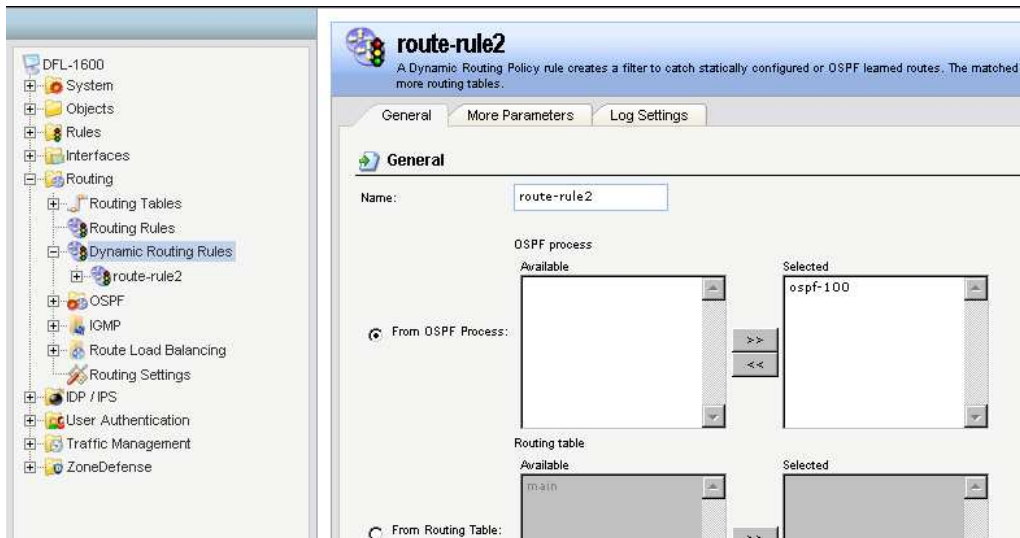 DFL-1600
System
Objects
Rules
Interfaces
Routing
Routing Tables
Routing Rules
Dynamic Routing Rules
route-rule2
OSPF
IGMP
Route Load Balancing
Routing Settings
IDP / IPS
User Authentication
Traffic Management
ZoneDefense
route-rule2
A Dynamic Routing Policy rule creates a filter to catch statically configured or OSPF learned routes. The matched
more routing tables.
General More Parameters Log Settings
General
Name: route-rule2
OSPF process
Available Selected
ospf-100
From OSPF Process: >>
<<
Routing table
Available Selected
main
From Routing Table: >>